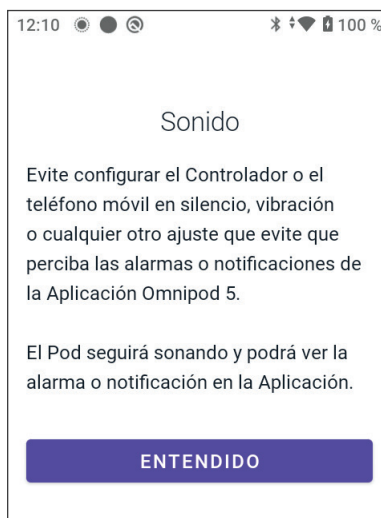 12:10 100 %
Sonido
Evite configurar el Controlador o el
teléfono móvil en silencio, vibración
o cualquier otro ajuste que evite que
perciba las alarmas o notificaciones de
la Aplicación Omnipod 5.
El Pod seguirá sonando y podrá ver la
alarma o notificación en la Aplicación.
ENTENDIDO